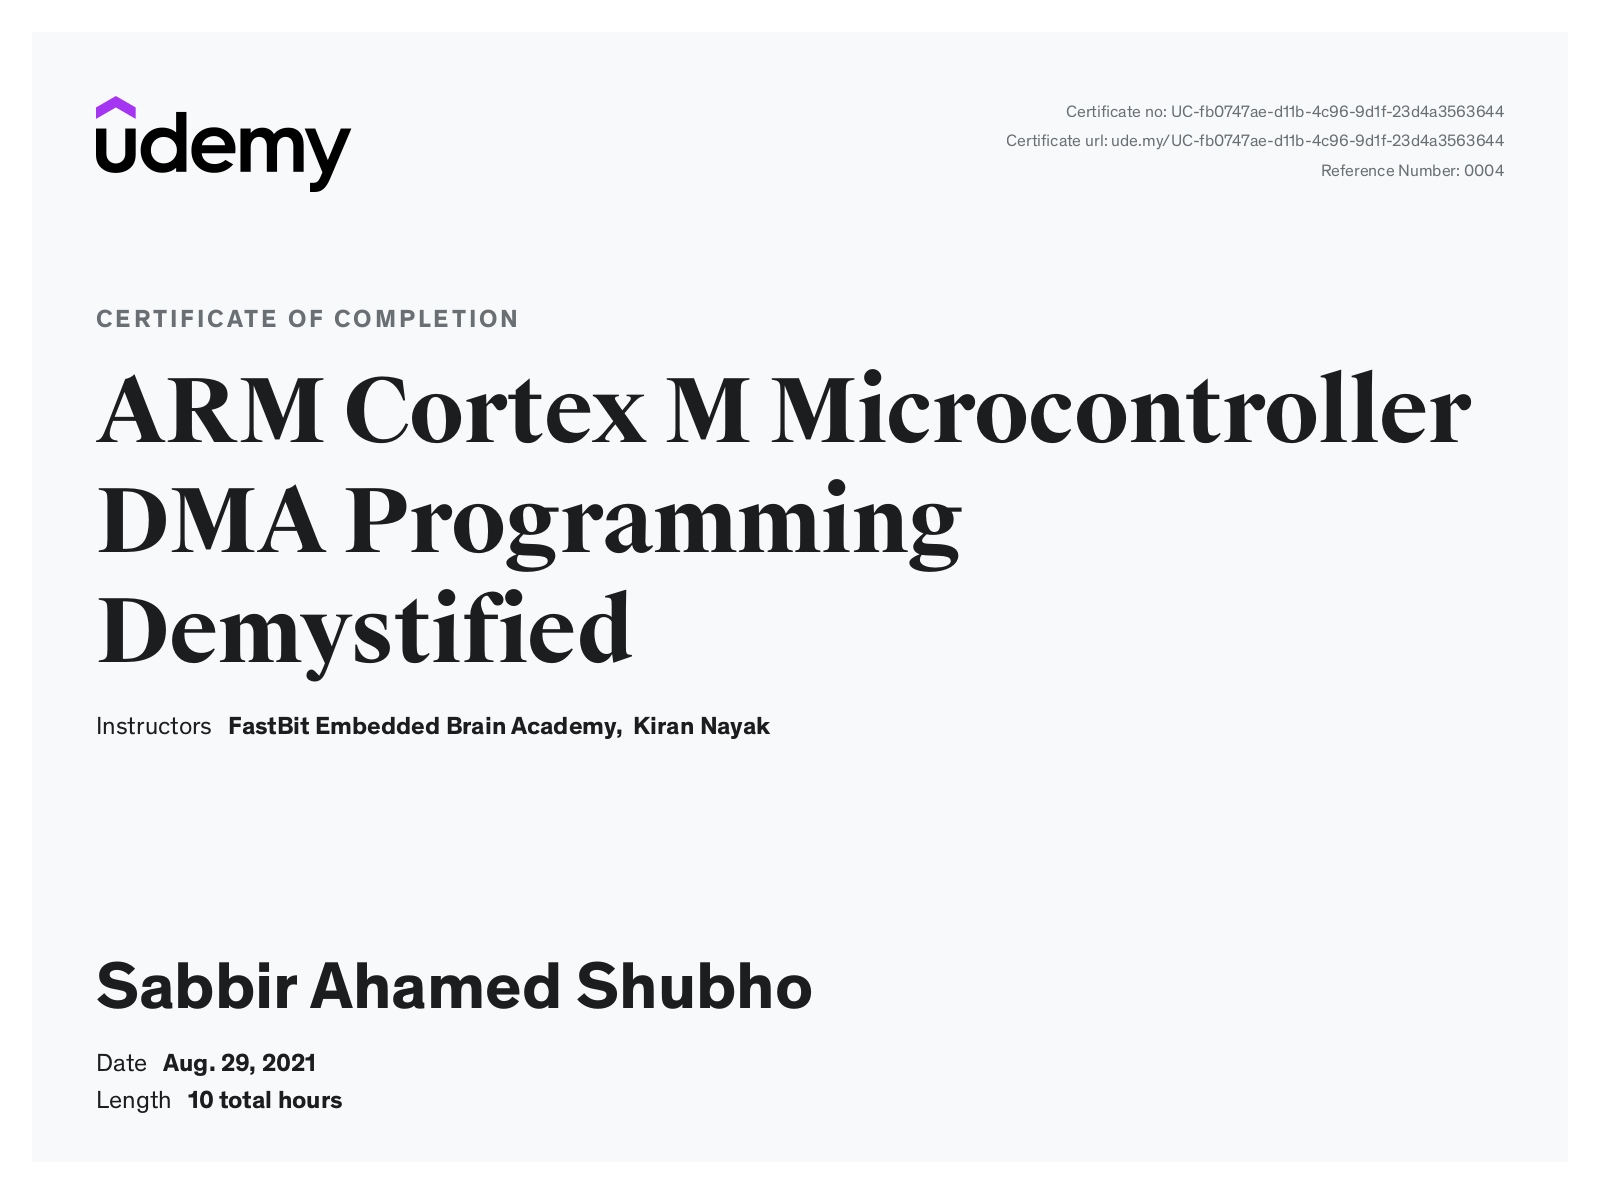 udemy
Certificate no: UC-fb0747ae-d11b-4c96-9d1f-23d4a3563644
Certificate url: ude.my/UC-fb0747ae-d11b-4c96-9d1f-23d4a3563644
Reference Number: 0004
CERTIFICATE OF COMPLETION
ARM Cortex M Microcontroller
DMA Programming
Demystified
Instructors FastBit Embedded Brain Academy, Kiran Nayak
Sabbir Ahamed Shubho
Date Aug. 29, 2021
Length 10 total hours